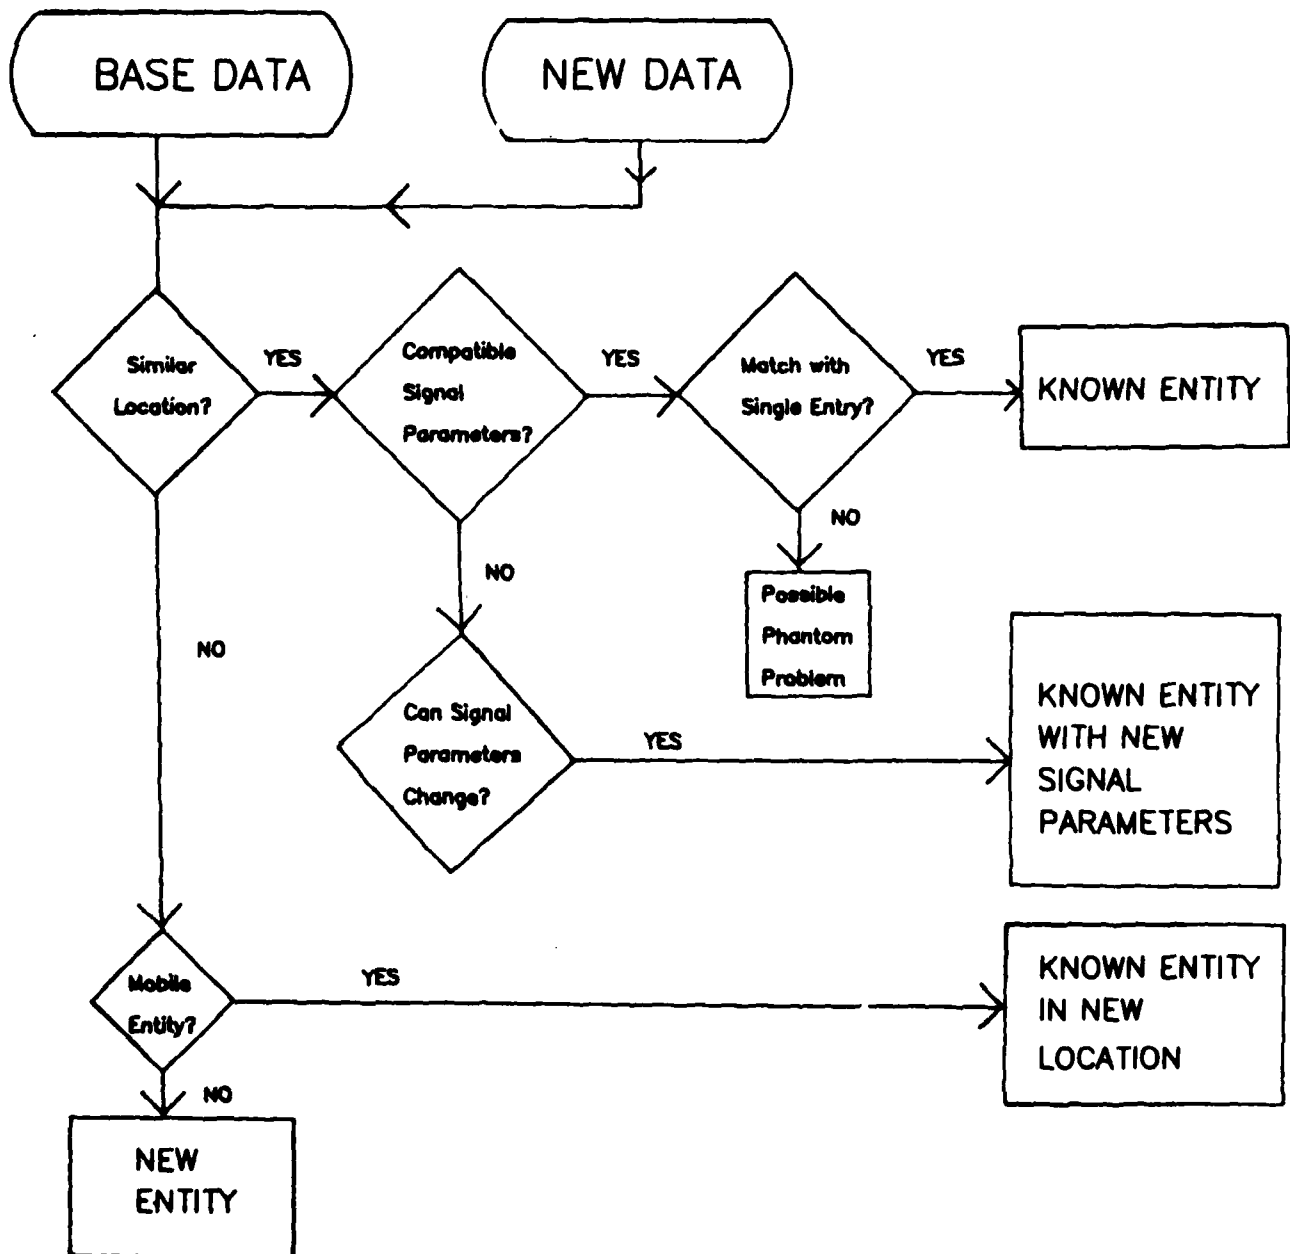 BASE DATA
NEW DATA
Similar
Location?
YES
Compatible
Signal
Parameters?
YES
Match with
Single Entry?
YES
KNOWN ENTITY
NO
Possible
Phantom
Problem
NO
NO
Can Signal
Parameters
Change?
YES
KNOWN ENTITY
WITH NEW
SIGNAL
PARAMETERS
Mobile
Entity?
YES
KNOWN ENTITY
IN NEW
LOCATION
NO
NEW
ENTITY